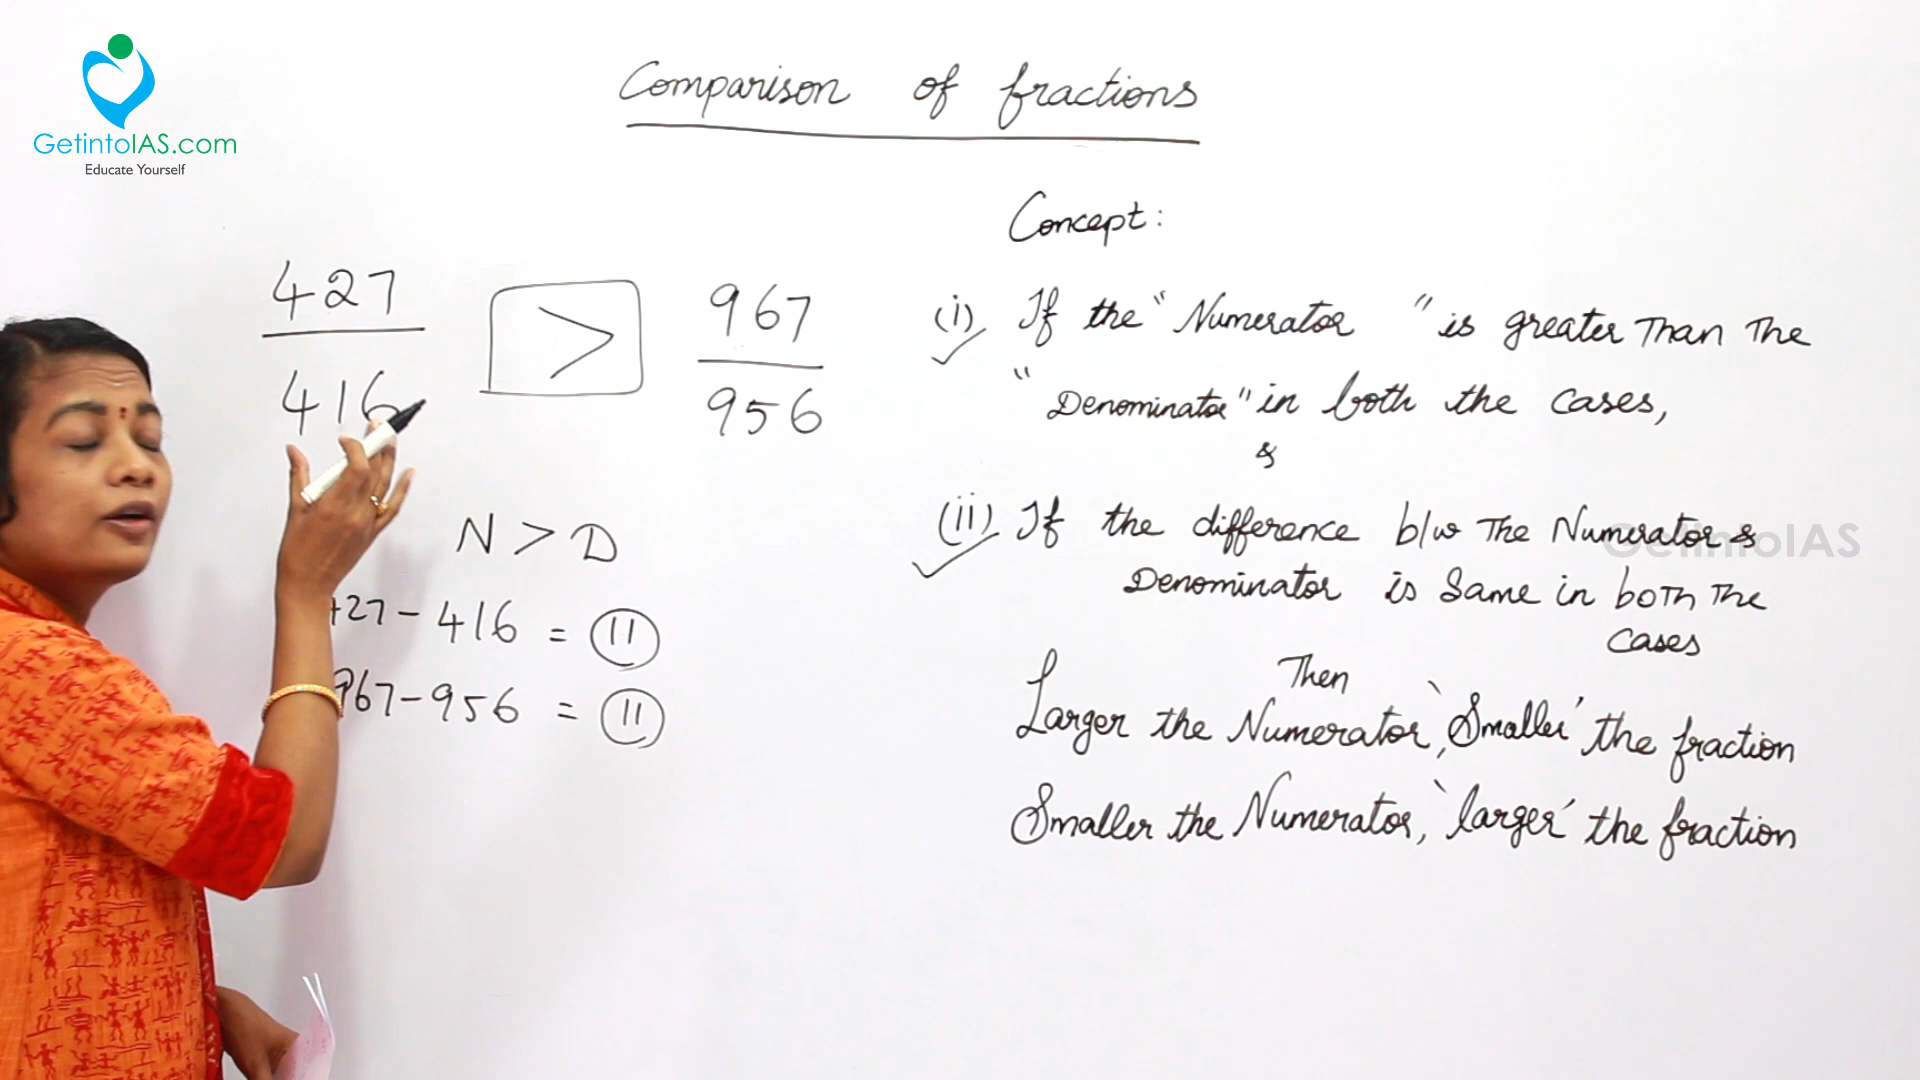 GetintoIAS.com
Educate Yourself
Comparison of fractions
Concept:
427
416
>
967
956
N > D
427 - 416 = 11
967 - 956 = 11
(i) If the "Numerator" is greater Than The
"Denominator" in both the cases,
&
(ii) If the difference b/w The Numerator &
Denominator is Same in both The
Cases
Then
Larger the Numerator, 'Smaller' the fraction
Smaller the Numerator, 'larger' the fraction
GetintoIAS